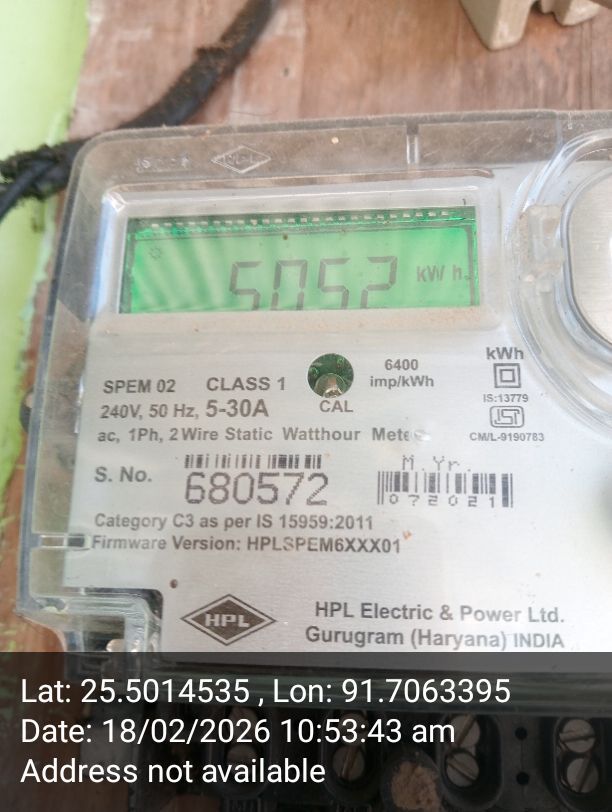 5052 kW h
SPEM 02 CLASS 1
6400 imp/kWh
240V, 50 Hz, 5-30A
CAL
kWh
IS:13779
CM/L-9190783
ac, 1Ph, 2 Wire Static Watthour Meter
S. No.
680572
M.Yr.
072021
Category C3 as per IS 15959:2011
Firmware Version: HPLSPEM6XXX01
HPL
HPL Electric & Power Ltd.
Gurugram (Haryana) INDIA
Lat: 25.5014535 , Lon: 91.7063395
Date: 18/02/2026 10:53:43 am
Address not available